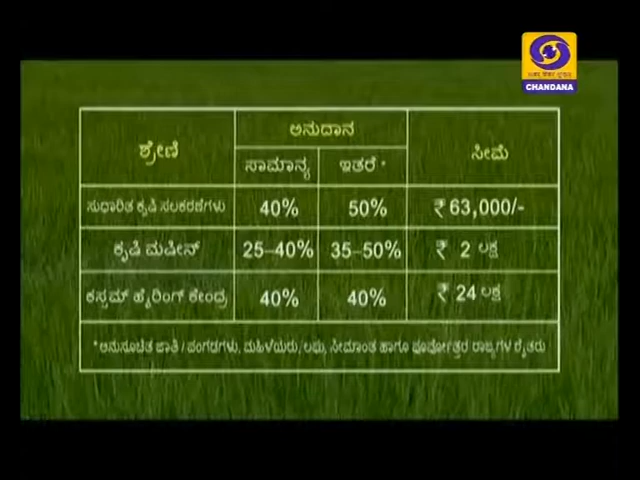 CHANDANA
ಶ್ರೇಣಿ ಅನುದಾನ ಸೀಮೆ
ಸಾಮಾನ್ಯ ಇತರೆ *
ಸುಧಾರಿತ ಕೃಷಿ ಸಲಕರಣೆಗಳು 40% 50% ₹ 63,000/-
ಕೃಷಿ ಮಷೀನ್ 25–40% 35–50% ₹ 2 ಲಕ್ಷ
ಕಸ್ಟಮ್ ಹೈರಿಂಗ್ ಕೇಂದ್ರ 40% 40% ₹ 24 ಲಕ್ಷ
*ಅನುಸೂಚಿತ ಜಾತಿ / ಪಂಗಡಗಳು, ಮಹಿಳೆಯರು, ಲಘು, ಸೀಮಾಂತ ಹಾಗೂ ಪೂರ್ವೋತ್ತರ ರಾಜ್ಯಗಳ ರೈತರು